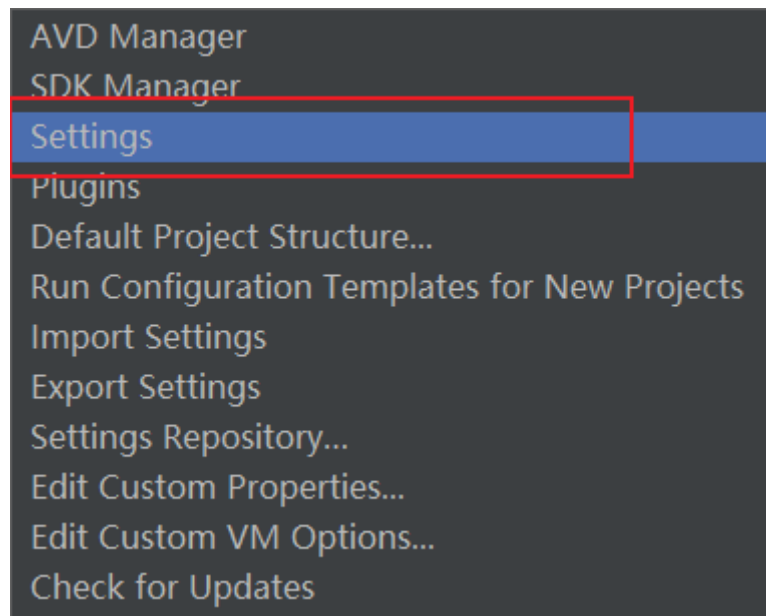 AVD Manager
SDK Manager
Settings
Plugins
Default Project Structure...
Run Configuration Templates for New Projects
Import Settings
Export Settings
Settings Repository...
Edit Custom Properties...
Edit Custom VM Options...
Check for Updates